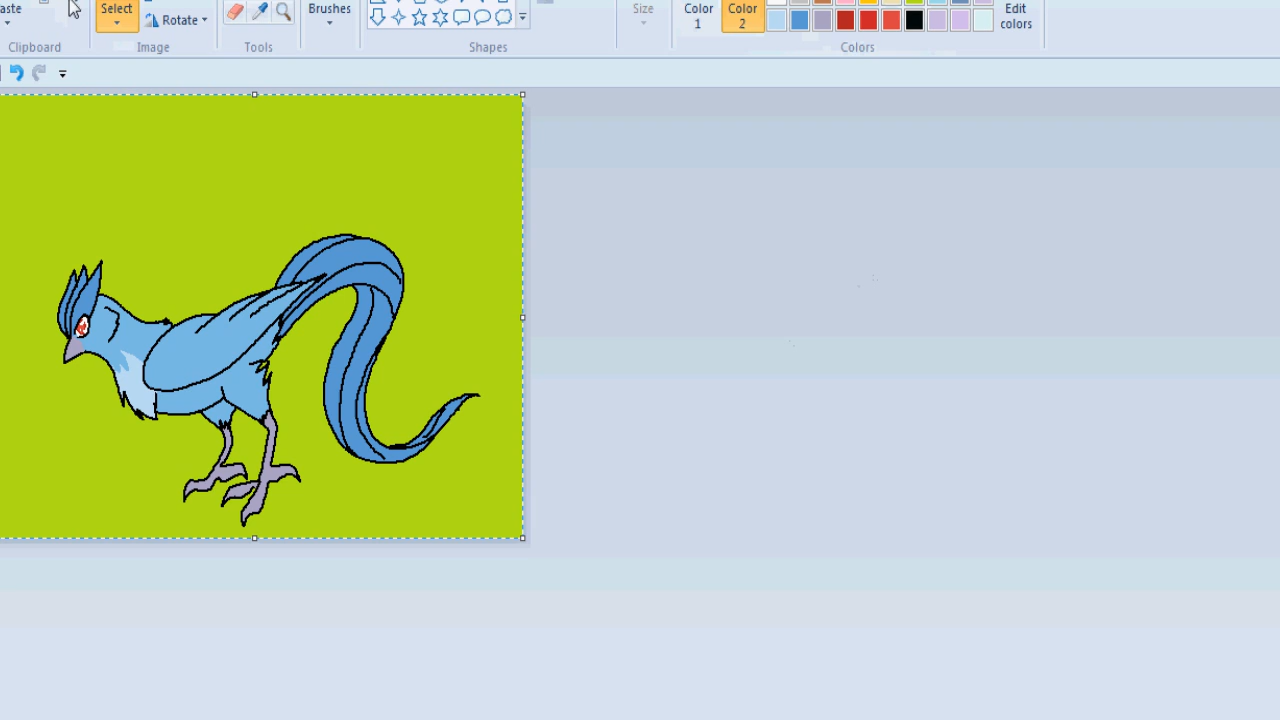 aste
Select
Rotate
Brushes
Size
Color
1
Color
2
Edit
colors
Clipboard
Image
Tools
Shapes
Colors